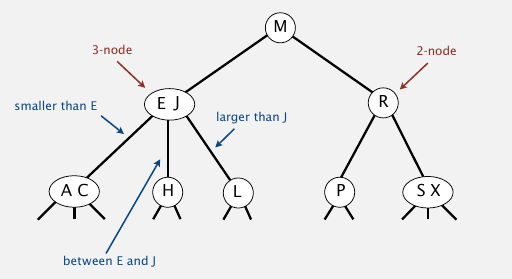 M
3-node
2-node
E J
R
smaller than E
larger than J
A C
H
L
P
S X
between E and J